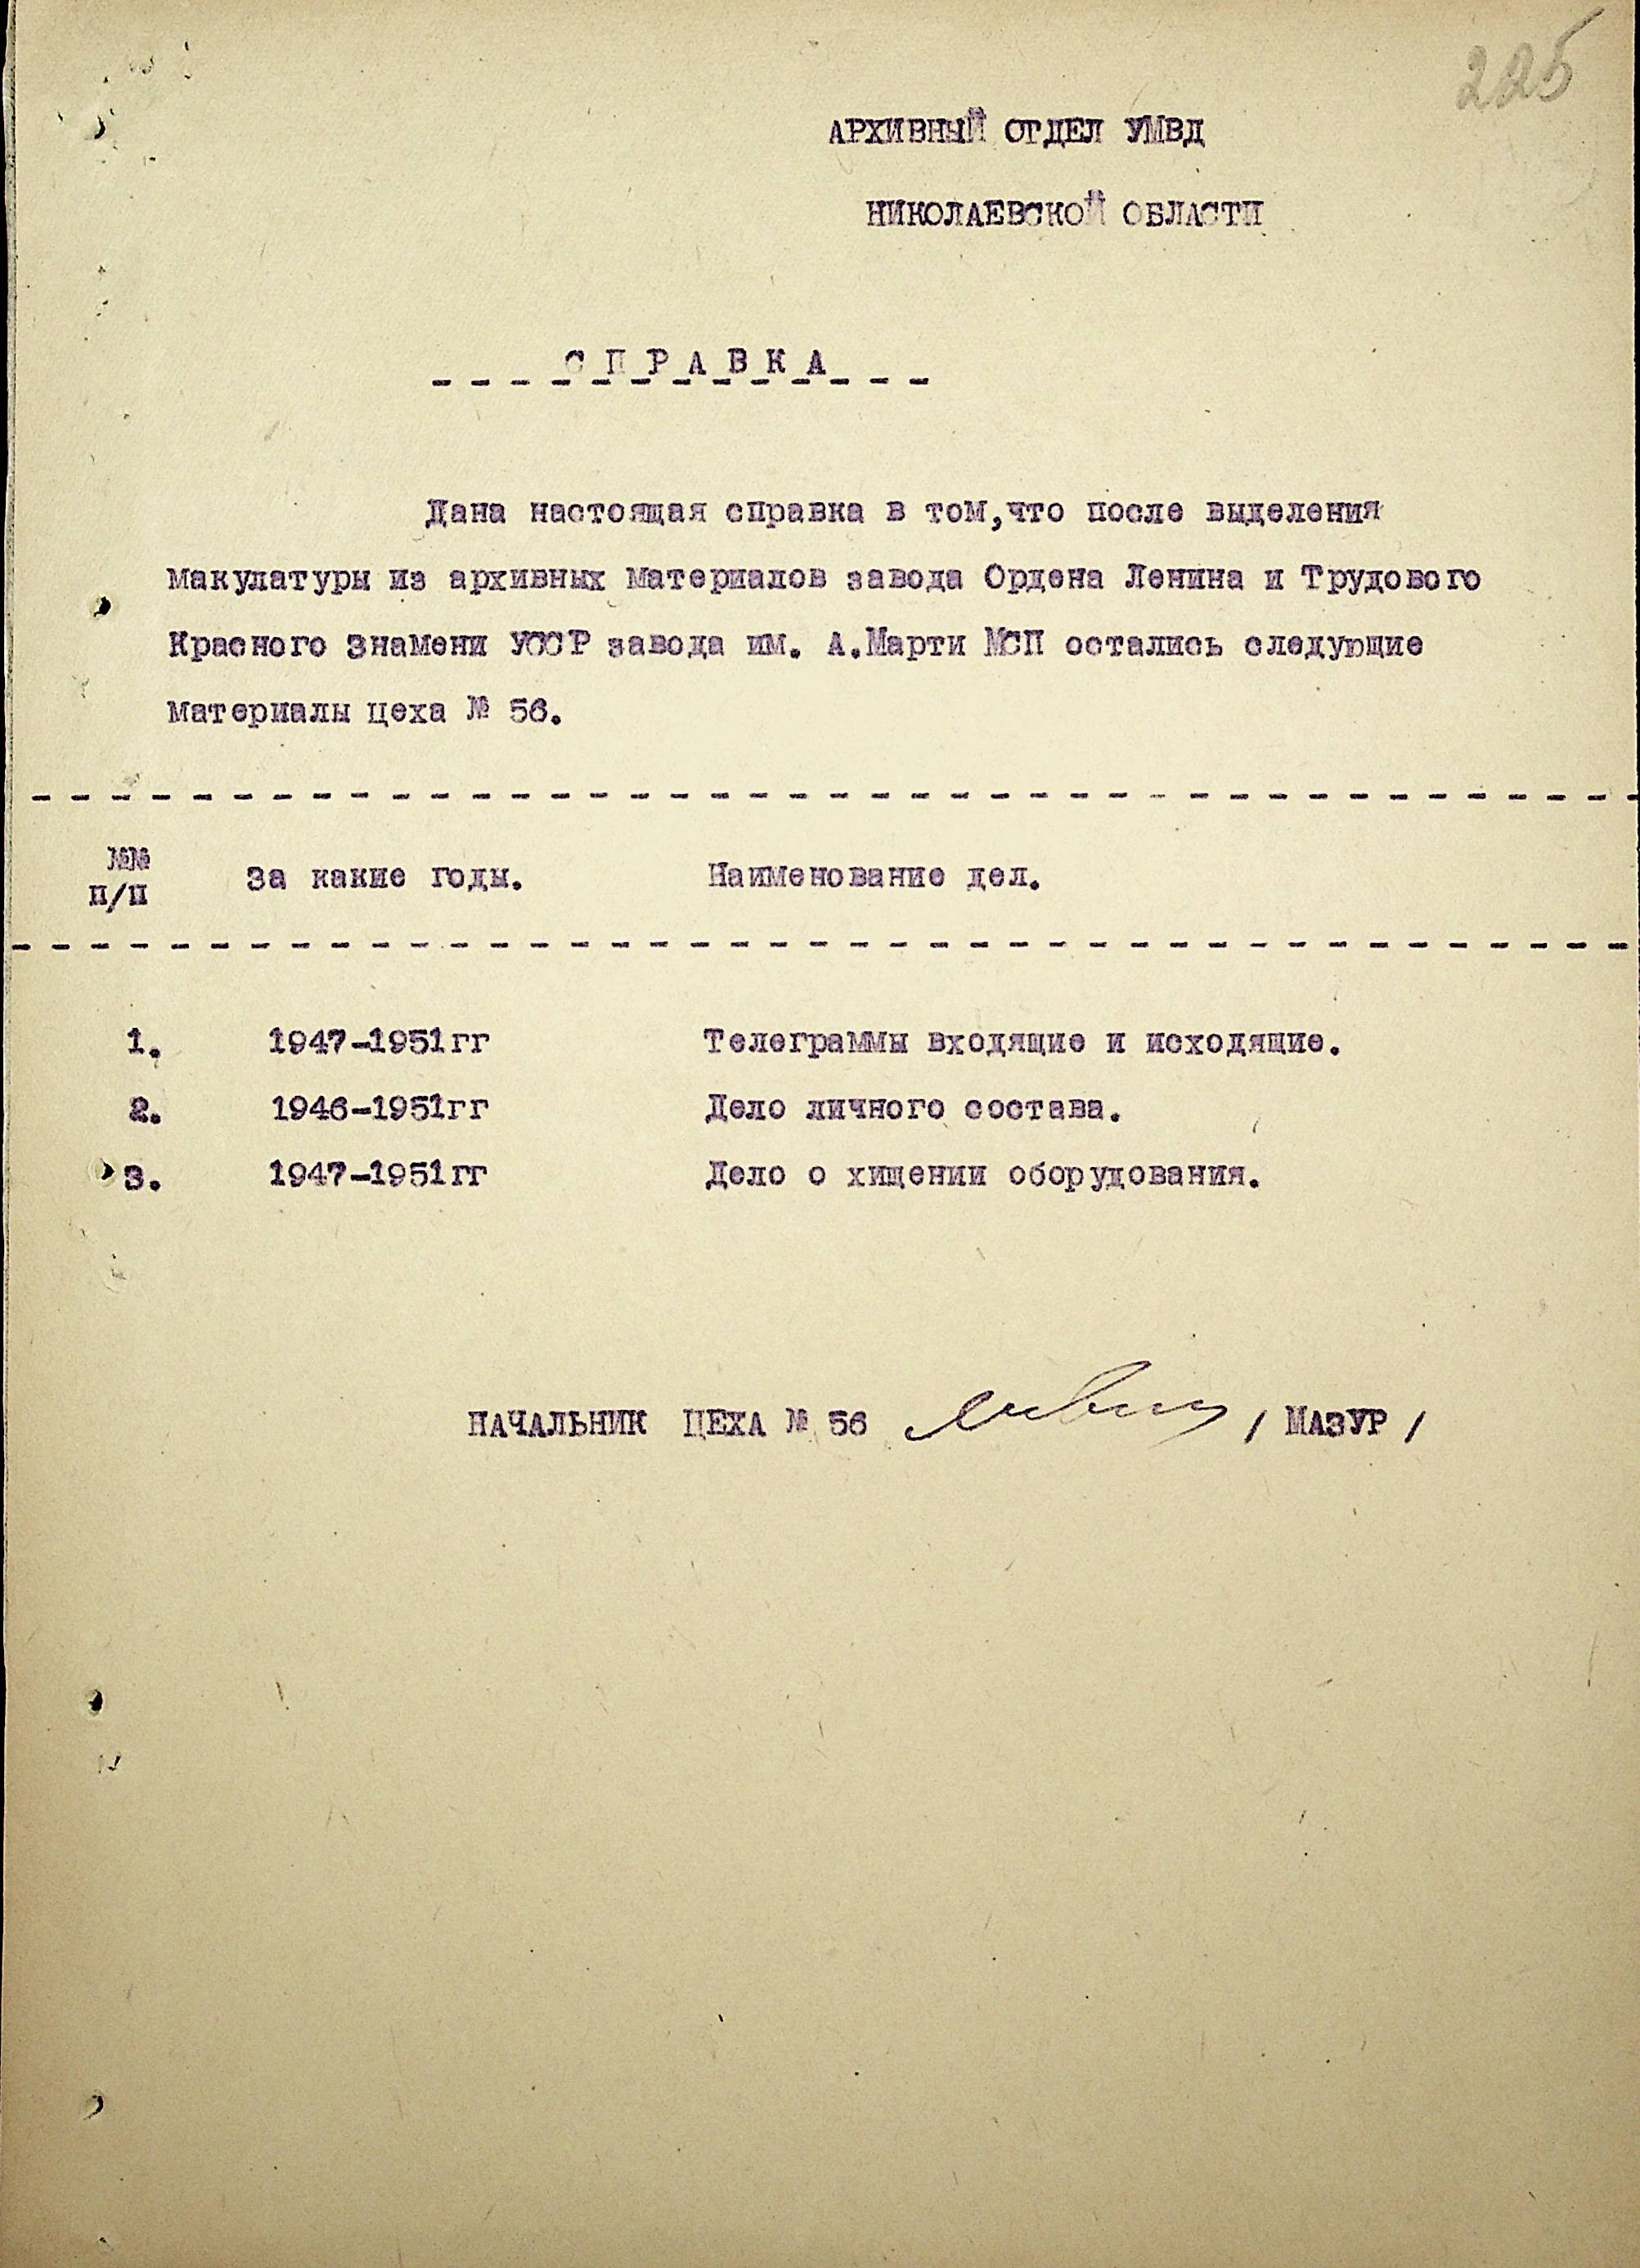 225
АРХИВНЫЙ ОТДЕЛ УМВД
НИКОЛАЕВСКОЙ ОБЛАСТИ
С П Р А В К А
Дана настоящая справка в том,что после выделения
макулатуры из архивных материалов завода Ордена Ленина и Трудового
Красного Знамени УССР завода им. А.Марти МСП остались следующие
материалы цеха № 56.
№№ п/п За какие годы. Наименование дел.
1. 1947-1951гг Телеграммы входящие и исходящие.
2. 1946-1951гг Дело личного состава.
3. 1947-1951гг Дело о хищении оборудования.
НАЧАЛЬНИК ЦЕХА № 56 / МАЗУР /